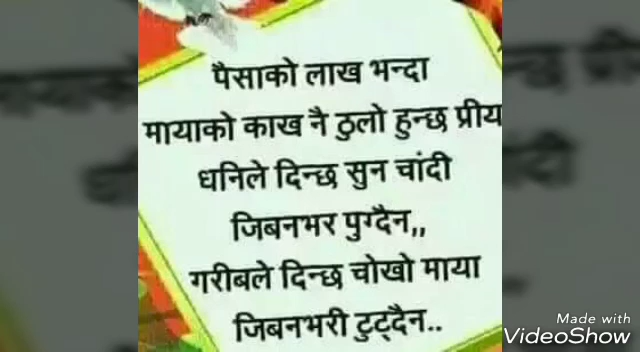 पैसाको लाख भन्दा
मायाको काख नै ठुलो हुन्छ प्रीय
धनिले दिन्छ सुन चांदी
जिबनभर पुग्दैन,,
गरीबले दिन्छ चोखो माया
जिबनभरी टुट्दैन..
Made with
VideoShow